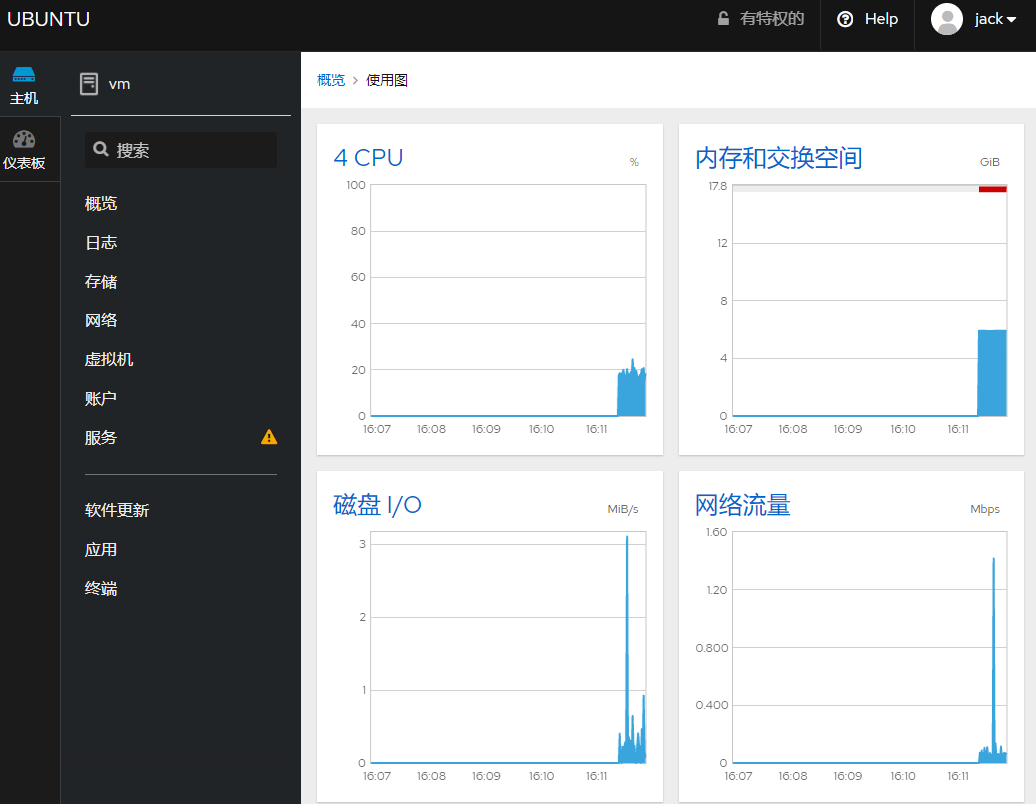 UBUNTU
有特权的
Help
jack
主机
仪表板
vm
搜索
概览
日志
存储
网络
虚拟机
账户
服务
软件更新
应用
终端
概览 > 使用图
4 CPU
%
100
80
60
40
20
0
16:07 16:08 16:09 16:10 16:11
内存和交换空间
GiB
17.8
12
8
4
0
16:07 16:08 16:09 16:10 16:11
磁盘 I/O
MiB/s
3
2
1
0
16:07 16:08 16:09 16:10 16:11
网络流量
Mbps
1.60
1.20
0.800
0.400
0
16:07 16:08 16:09 16:10 16:11